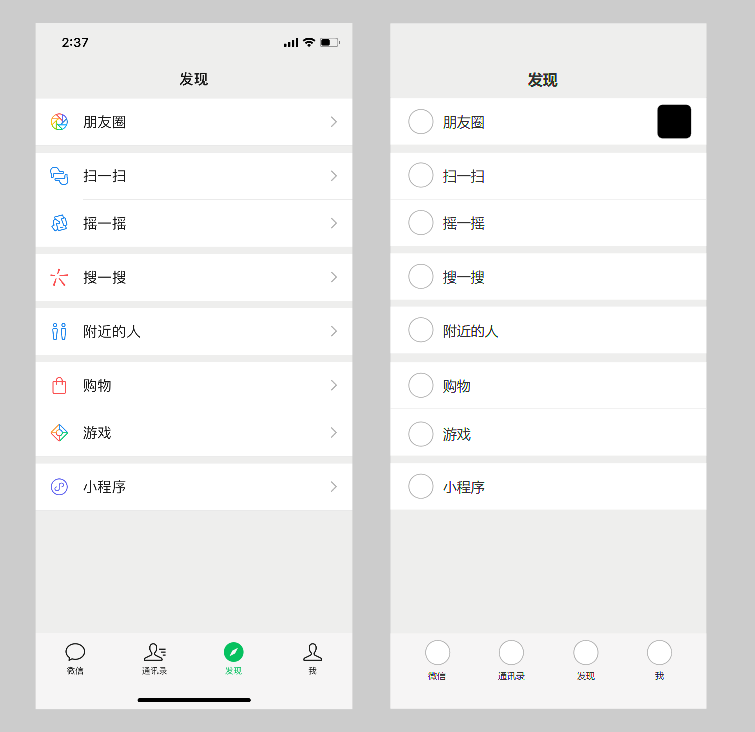 2:37
发现
朋友圈
扫一扫
摇一摇
搜一搜
附近的人
购物
游戏
小程序
微信
通讯录
发现
我
发现
朋友圈
扫一扫
摇一摇
搜一搜
附近的人
购物
游戏
小程序
微信
通讯录
发现
我